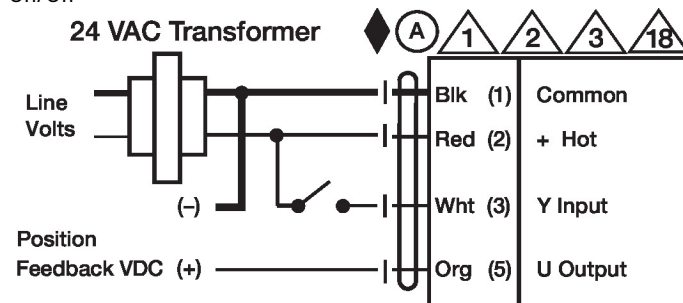 24 VAC Transformer
A 1 2 3 18
Line
Volts
Blk (1) Common
Red (2) + Hot
(–)
Wht (3) Y Input
Position
Feedback VDC (+)
Org (5) U Output